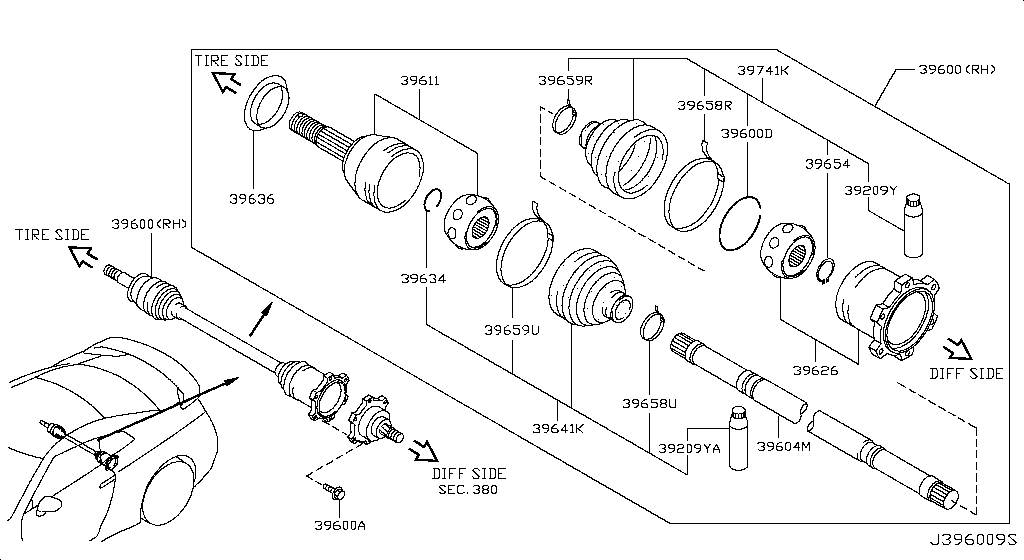 TIRE SIDE
39611
39659R
39741K
39600(RH)
39658R
39600D
39654
39209Y
39636
39600(RH)
TIRE SIDE
39634
39659U
39626
DIFF SIDE
39658U
39641K
39209YA
39604M
DIFF SIDE
SEC.380
39600A
J396009S